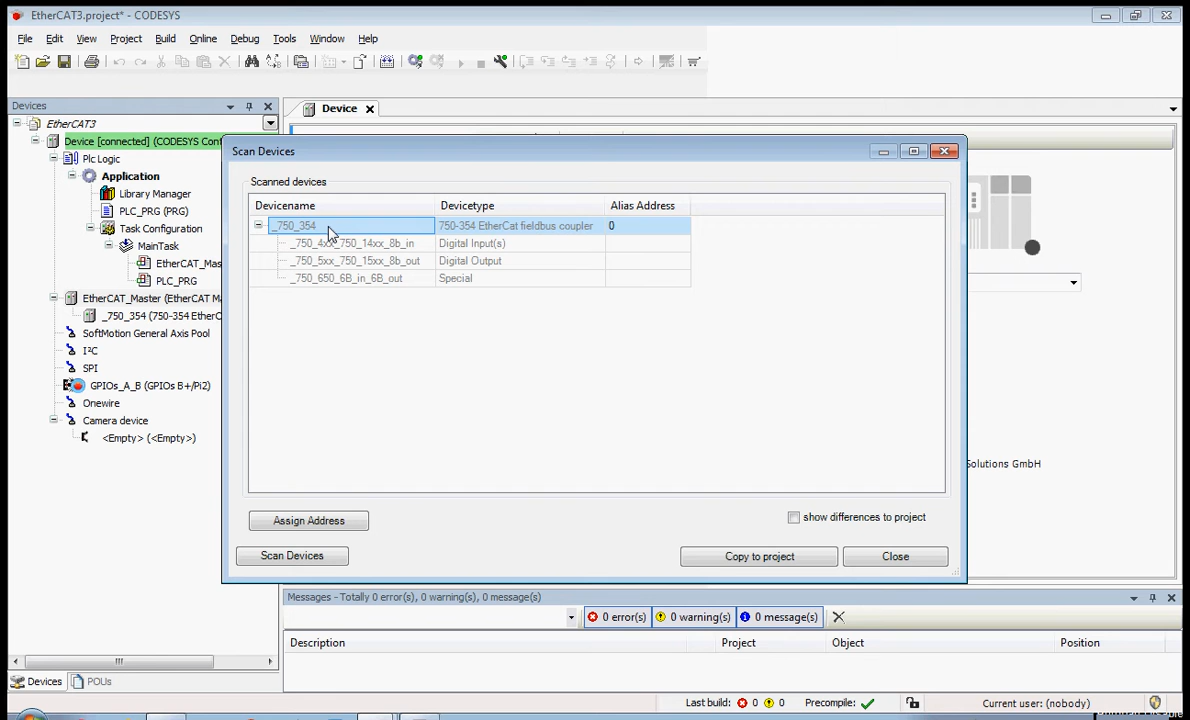 EtherCAT3.project* - CODESYS
File Edit View Project Build Online Debug Tools Window Help
Devices
Device
EtherCAT3
Device [connected] (CODESYS Cont
Plc Logic
Application
Library Manager
PLC_PRG (PRG)
Task Configuration
MainTask
EtherCAT_Mas
PLC_PRG
EtherCAT_Master (EtherCAT M
_750_354 (750-354 EtherC
SoftMotion General Axis Pool
I²C
SPI
GPIOs_A_B (GPIOs B+/Pi2)
Onewire
Camera device
<Empty> (<Empty>)
Devices POUs
Scan Devices
Scanned devices
Devicename Devicetype Alias Address
_750_354 750-354 EtherCat fieldbus coupler 0
_750_4xx_750_14xx_8b_in Digital Input(s)
_750_5xx_750_15xx_8b_out Digital Output
_750_650_6B_in_6B_out Special
Assign Address
show differences to project
Scan Devices Copy to project Close
Solutions GmbH
Messages - Totally 0 error(s), 0 warning(s), 0 message(s)
0 error(s) 0 warning(s) 0 message(s)
Description Project Object Position
Last build: 0 0 Precompile: Current user: (nobody)